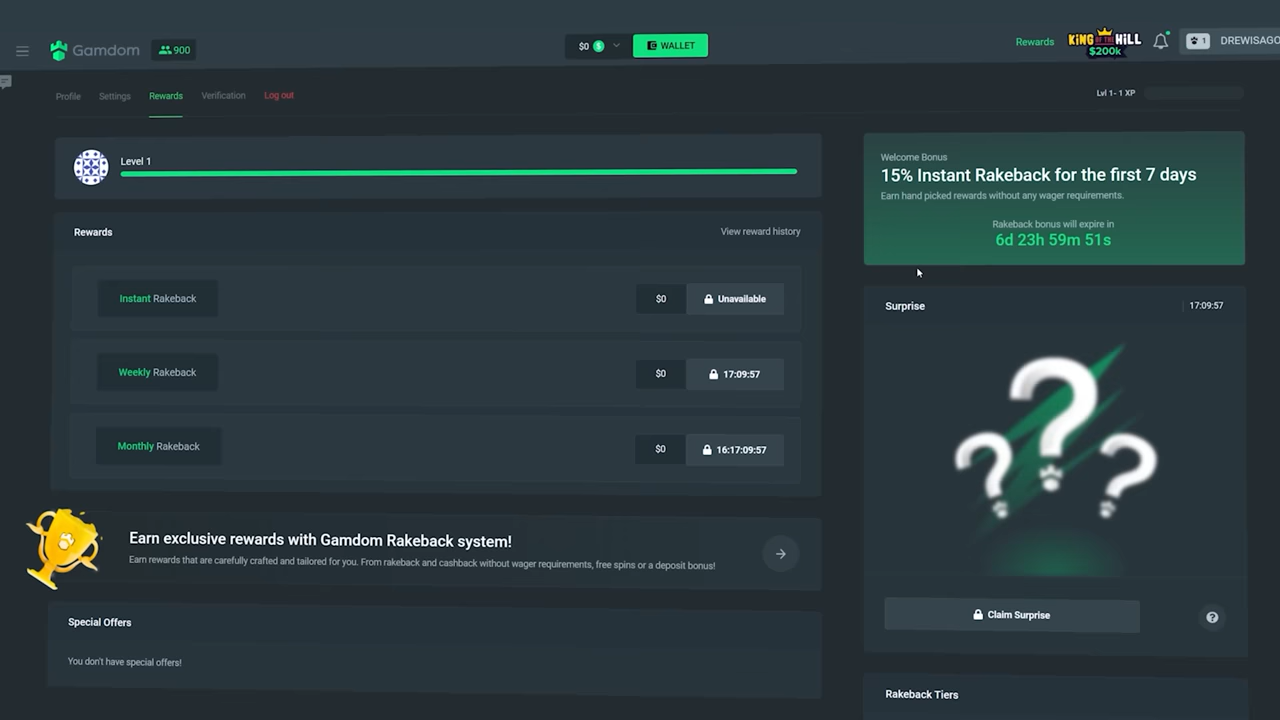 Gamdom
900
$0
WALLET
Rewards
KING OF THE HILL
$200k
1
DREWISAGO
Profile
Settings
Rewards
Verification
Log out
Lvl 1- 1 XP
Level 1
Welcome Bonus
15% Instant Rakeback for the first 7 days
Earn hand picked rewards without any wager requirements.
Rakeback bonus will expire in
6d 23h 59m 51s
Rewards
View reward history
Instant Rakeback
$0
Unavailable
Weekly Rakeback
$0
17:09:57
Monthly Rakeback
$0
16:17:09:57
Surprise
17:09:57
Claim Surprise
Earn exclusive rewards with Gamdom Rakeback system!
Earn rewards that are carefully crafted and tailored for you. From rakeback and cashback without wager requirements, free spins or a deposit bonus!
Special Offers
You don't have special offers!
Rakeback Tiers